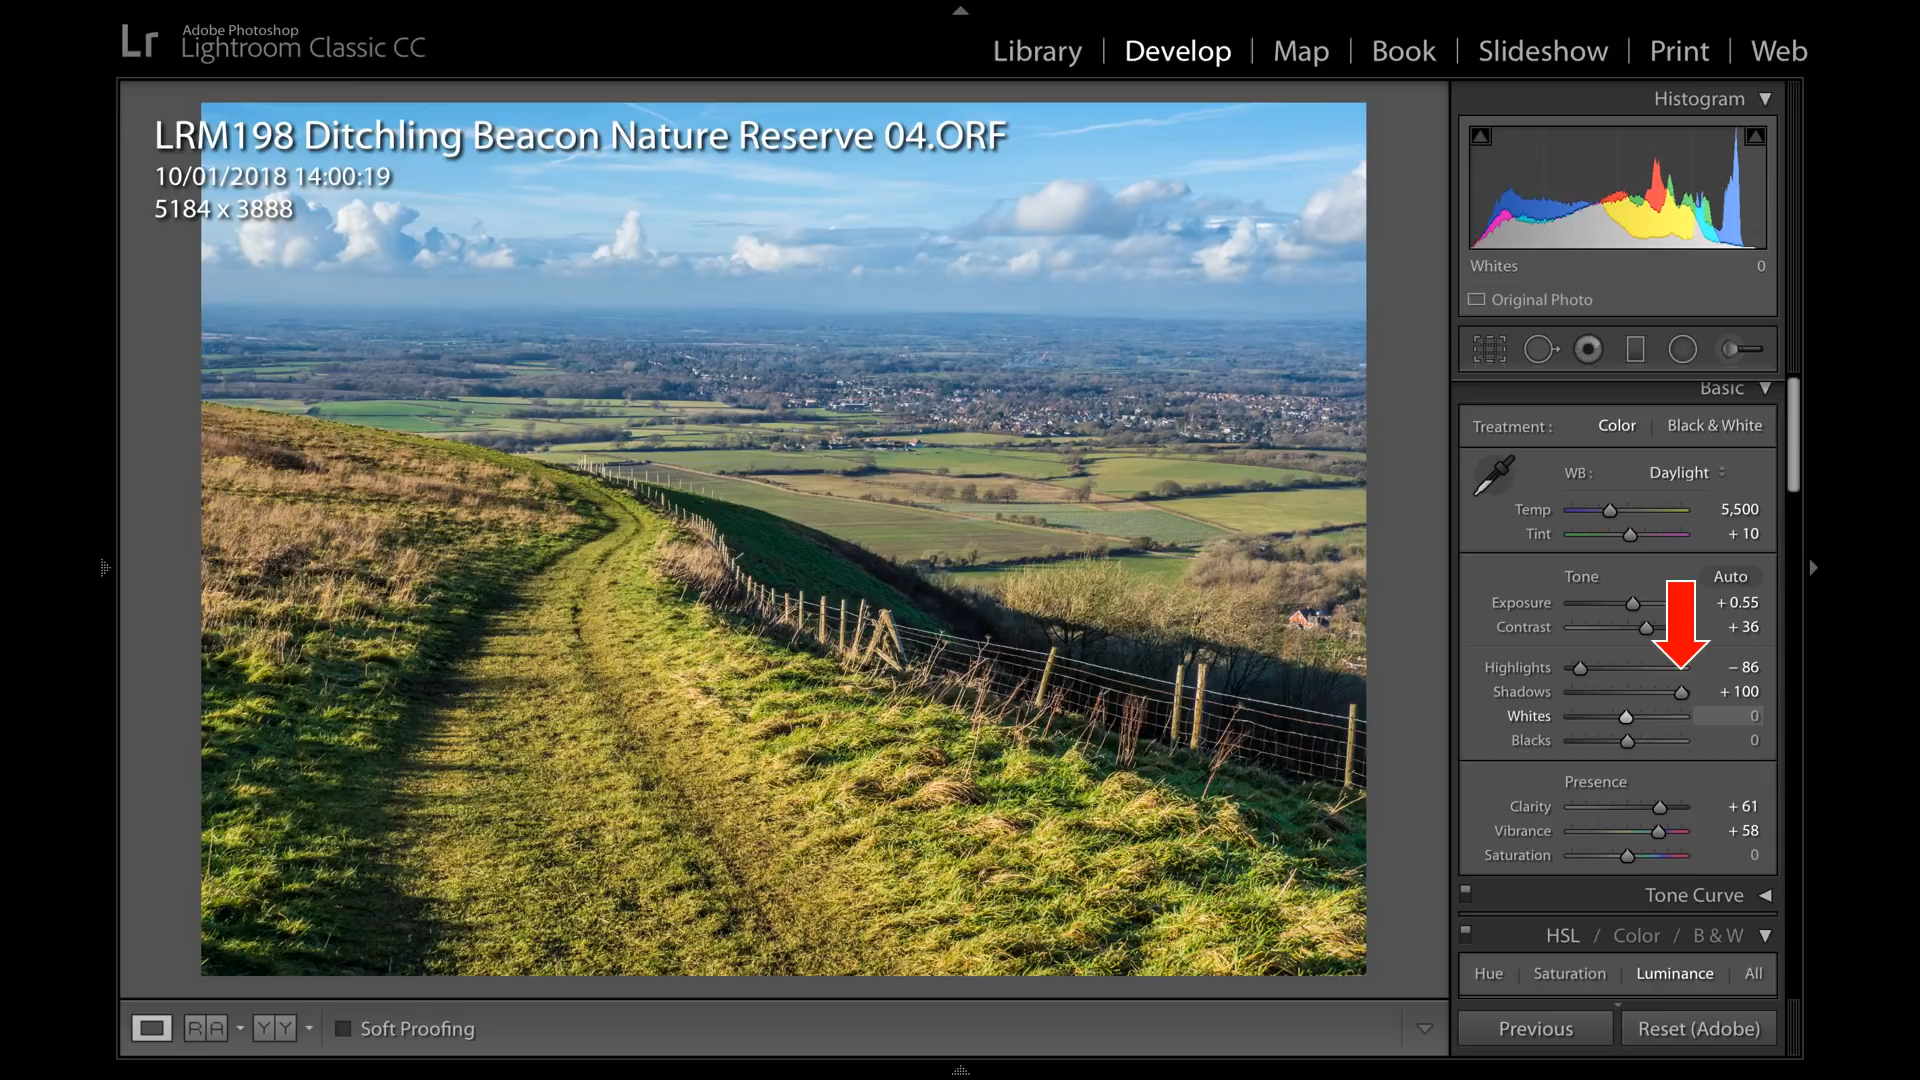 Lr Adobe Photoshop
Lightroom Classic CC
Library | Develop | Map | Book | Slideshow | Print | Web
LRM198 Ditchling Beacon Nature Reserve 04.ORF
10/01/2018 14:00:19
5184 x 3888
Histogram
Whites 0
Original Photo
Basic
Treatment : Color | Black & White
WB : Daylight
Temp 5,500
Tint + 10
Tone Auto
Exposure + 0.55
Contrast + 36
Highlights − 86
Shadows + 100
Whites 0
Blacks 0
Presence
Clarity + 61
Vibrance + 58
Saturation 0
Tone Curve
HSL / Color / B & W
Hue | Saturation | Luminance | All
R A Y Y Soft Proofing
Previous Reset (Adobe)